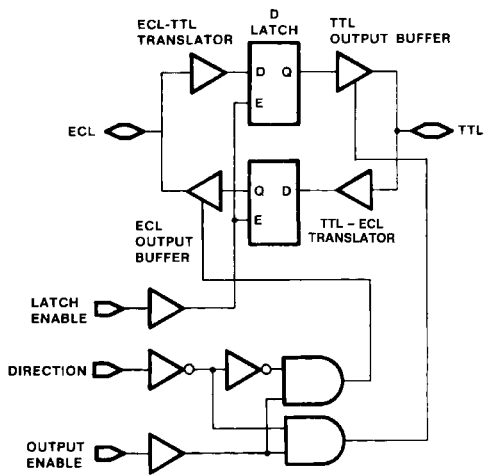 ECL-TTL
TRANSLATOR
D
LATCH
TTL
OUTPUT BUFFER
D Q
E
ECL
TTL
Q D
E
ECL
OUTPUT
BUFFER
TTL – ECL
TRANSLATOR
LATCH
ENABLE
DIRECTION
OUTPUT
ENABLE